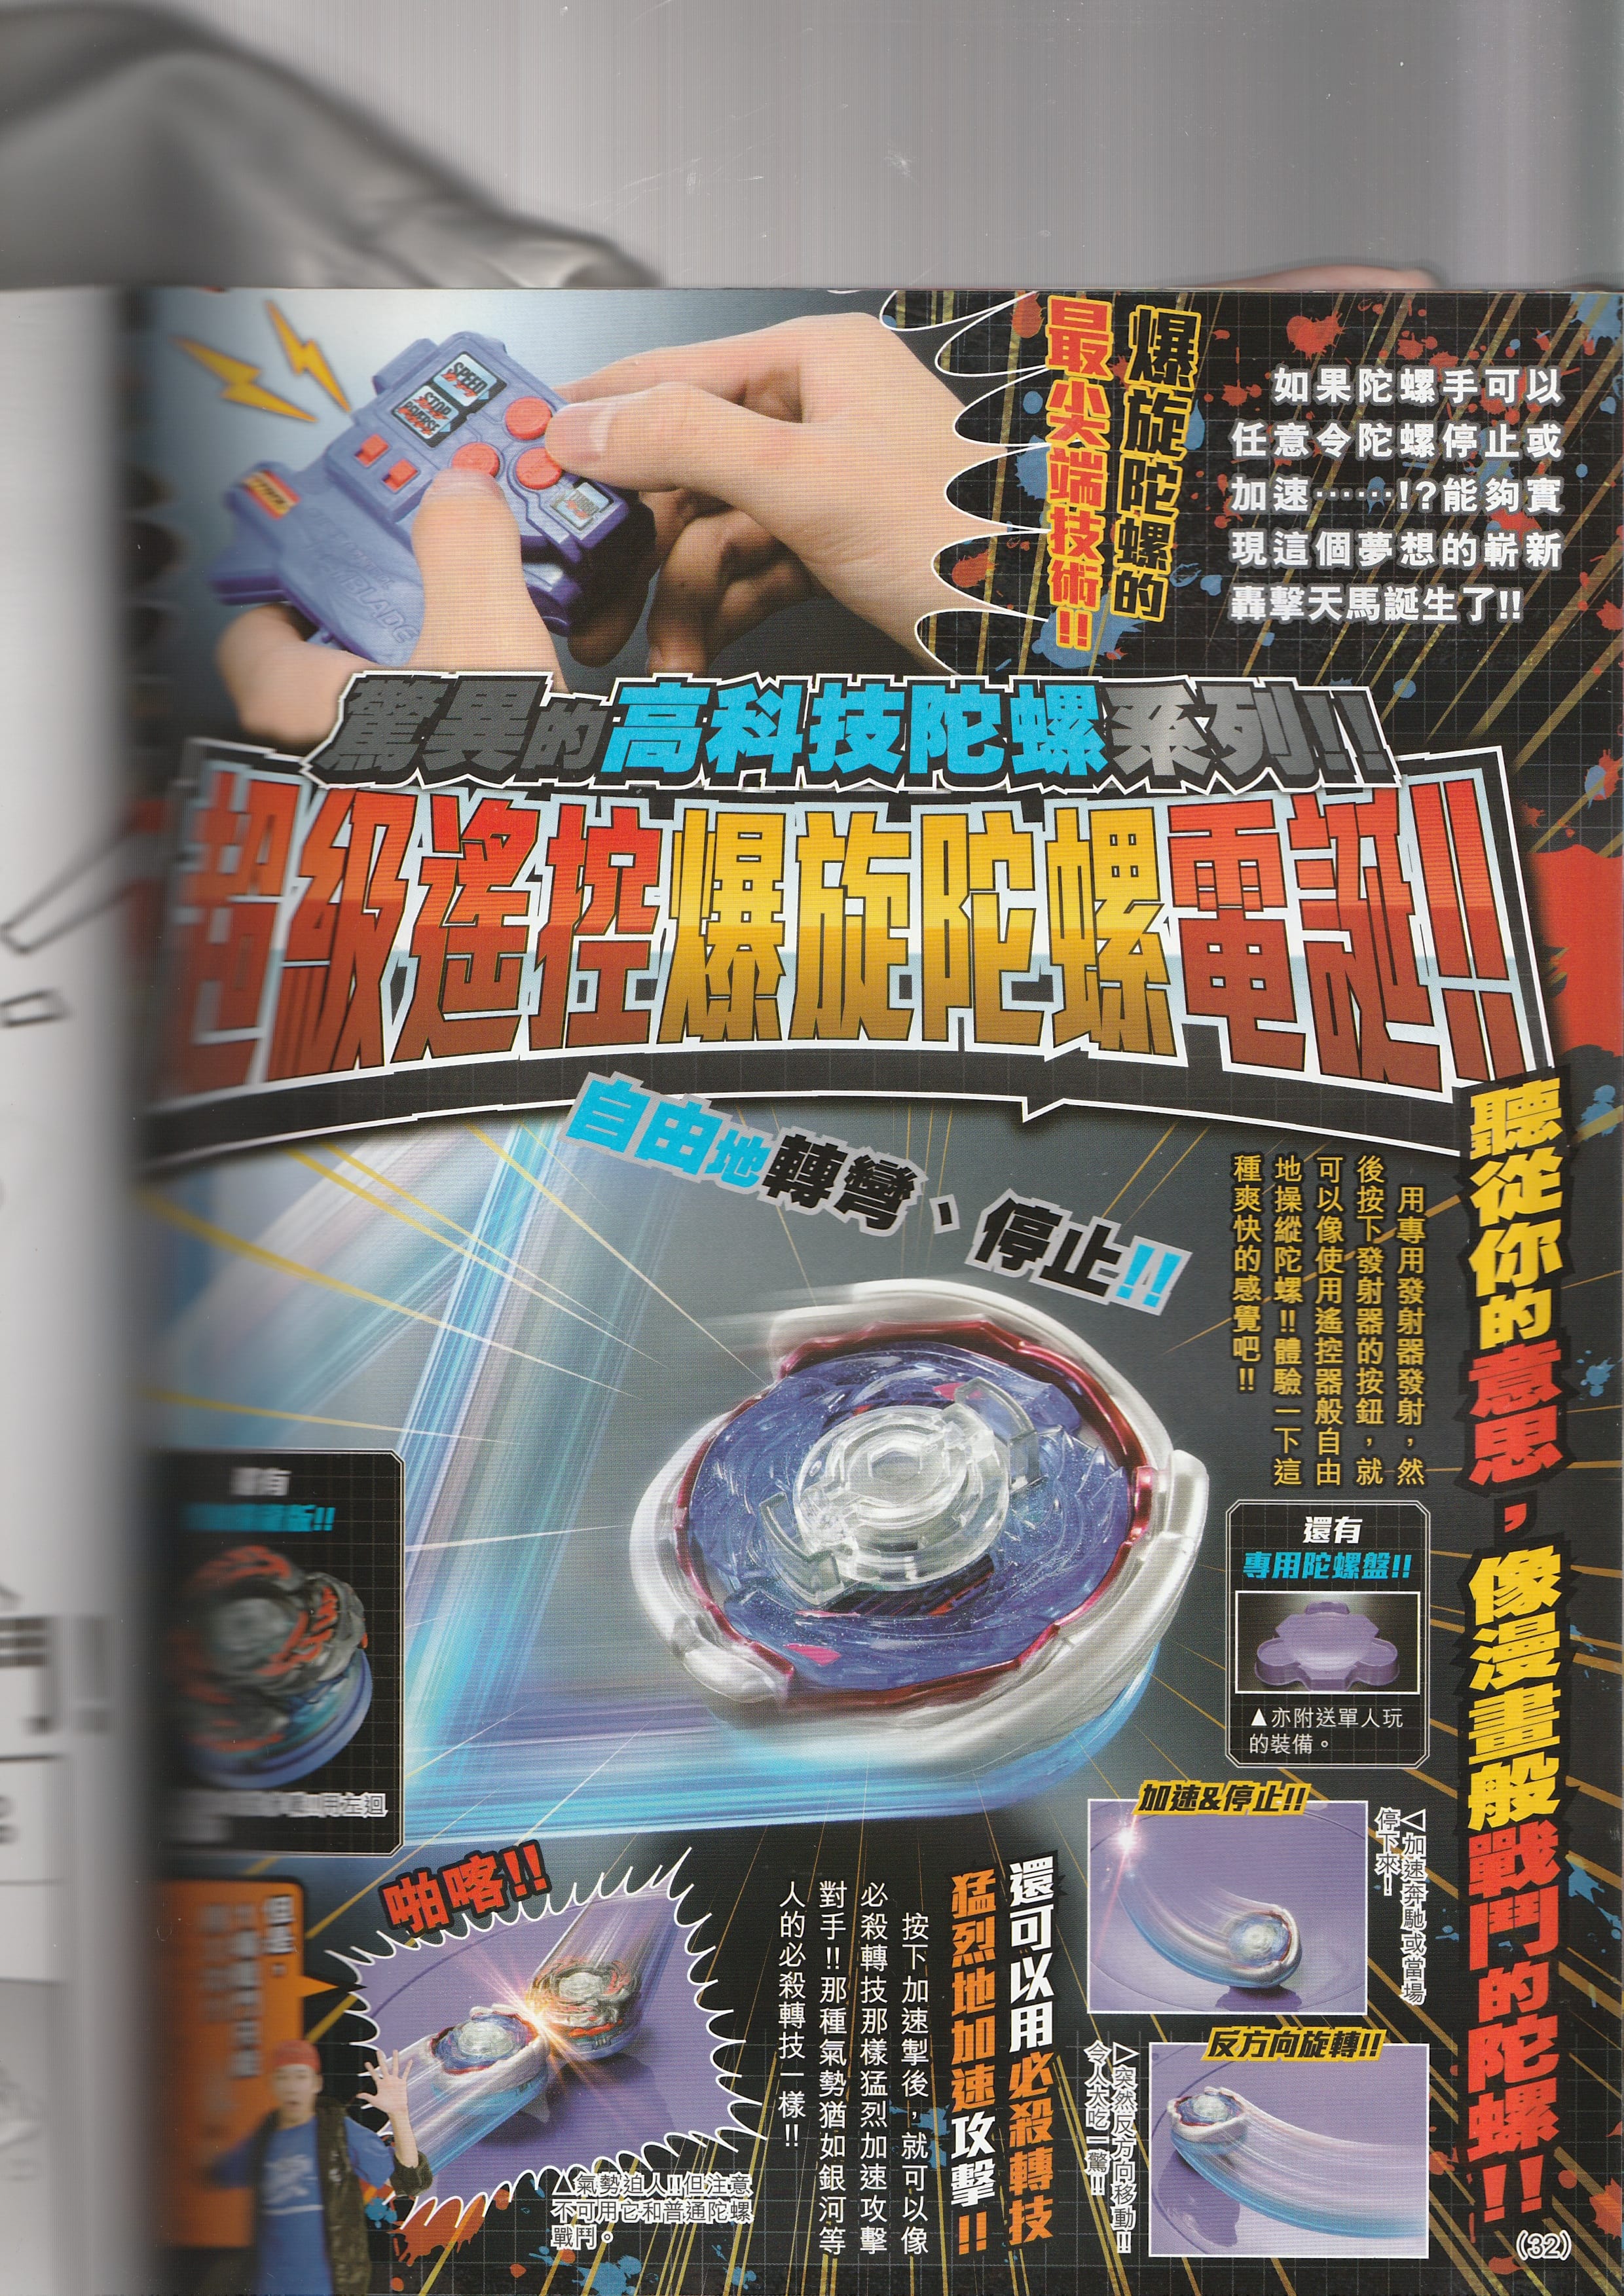 如果陀螺手可以
任意令陀螺停止或
加速……!?能夠實
現這個夢想的嶄新
轟擊天馬誕生了!!
爆旋陀螺的
最尖端技術!!
SPEED
STOP
BLADE
驚異的高科技陀螺系列!!
超級遙控爆旋陀螺電誕!!
聽從你的意思，像漫畫般戰鬥的陀螺!!
自由地轉彎、停止!!
用專用發射器發射，然
後按下發射器的按鈕，就
可以像使用遙控器般自由
地操縱陀螺!!體驗一下這
種爽快的感覺吧!!
還有
專用陀螺盤!!
▲亦附送單人玩
的裝備。
還有
版!!
用左迴
加速&停止!!
◁加速奔馳或當場
停下來!
反方向旋轉!!
▷突然反方向移動!!
令人大吃一驚!!
還可以用必殺轉技
猛烈地加速攻擊!!
按下加速掣後，就可以像
必殺轉技那樣猛烈加速攻擊
對手!!那種氣勢猶如銀河等
人的必殺轉技一樣!!
啪喀!!
△氣勢迫人!!但注意
不可用它和普通陀螺
戰鬥。
(32)